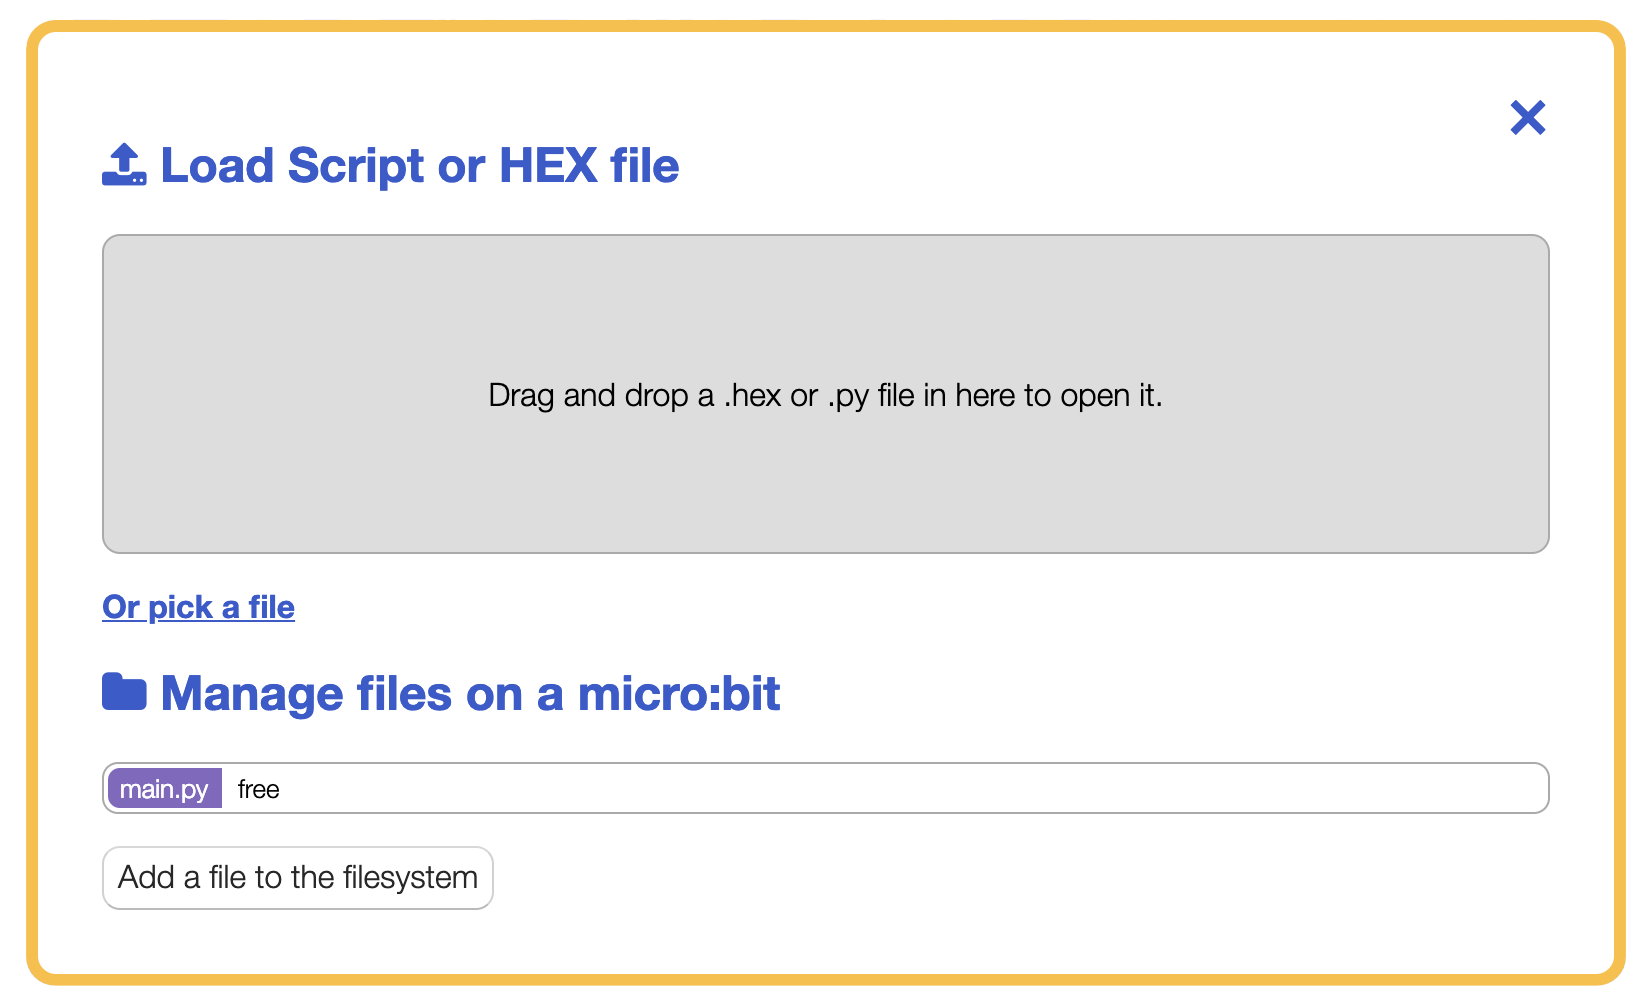 Load Script or HEX file
Drag and drop a .hex or .py file in here to open it.
Or pick a file
Manage files on a micro:bit
main.py free
Add a file to the filesystem